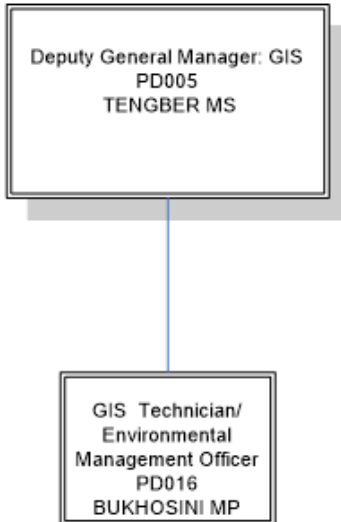 Deputy General Manager: GIS
PD005
TENGBER MS
GIS Technician/
Environmental
Management Officer
PD016
BUKHOSINI MP